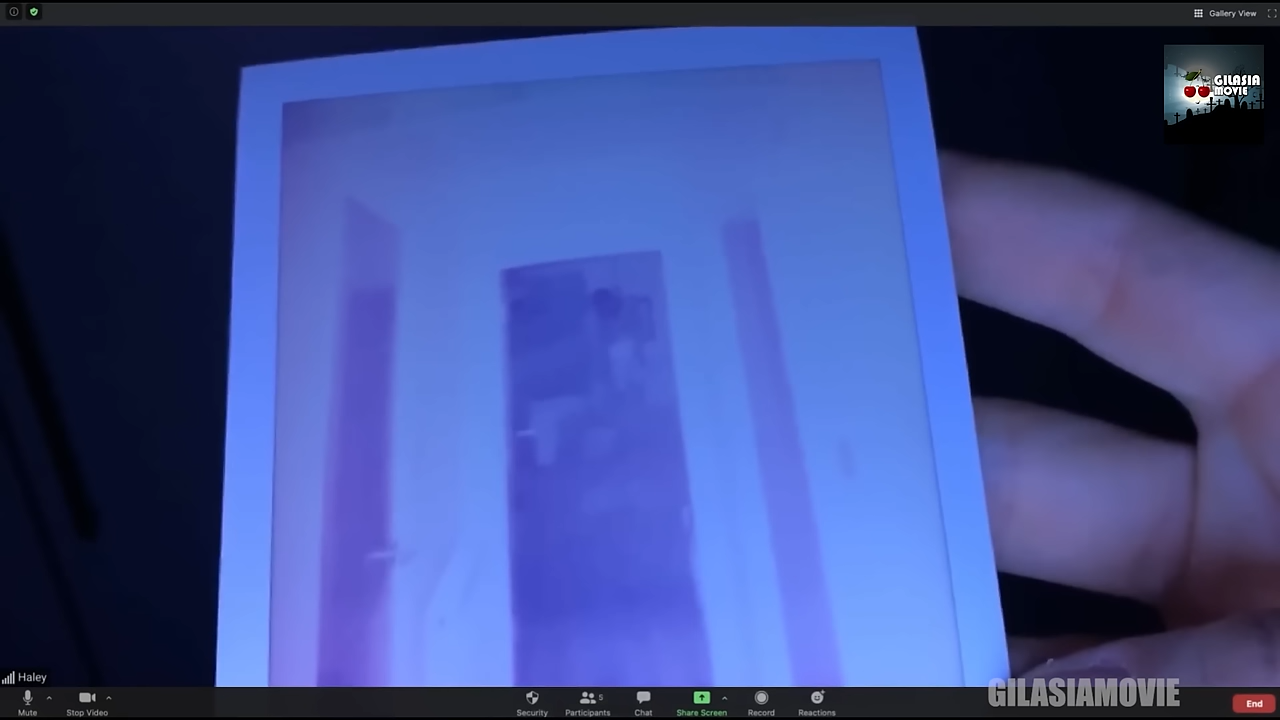 Gallery View
GILASIA
MOVIE
Haley
Mute
Stop Video
Security
Participants
5
Chat
Share Screen
Record
Reactions
GILASIAMOVIE
End